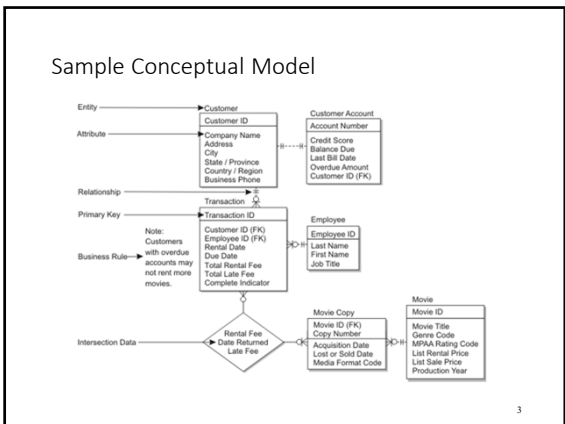 Sample Conceptual Model
Entity
Customer
Customer ID
Attribute
Company Name
Address
City
State / Province
Country / Region
Business Phone
Customer Account
Account Number
Credit Score
Balance Due
Last Bill Date
Overdue Amount
Customer ID (FK)
Relationship
Transaction
Primary Key
Transaction ID
Customer ID (FK)
Employee ID (FK)
Rental Date
Due Date
Total Rental Fee
Total Late Fee
Complete Indicator
Business Rule
Note:
Customers
with overdue
accounts may
not rent more
movies.
Employee
Employee ID
Last Name
First Name
Job Title
Intersection Data
Rental Fee
Date Returned
Late Fee
Movie Copy
Movie ID (FK)
Copy Number
Acquisition Date
Lost or Sold Date
Media Format Code
Movie
Movie ID
Movie Title
Genre Code
MPAA Rating Code
List Rental Price
List Sale Price
Production Year
3